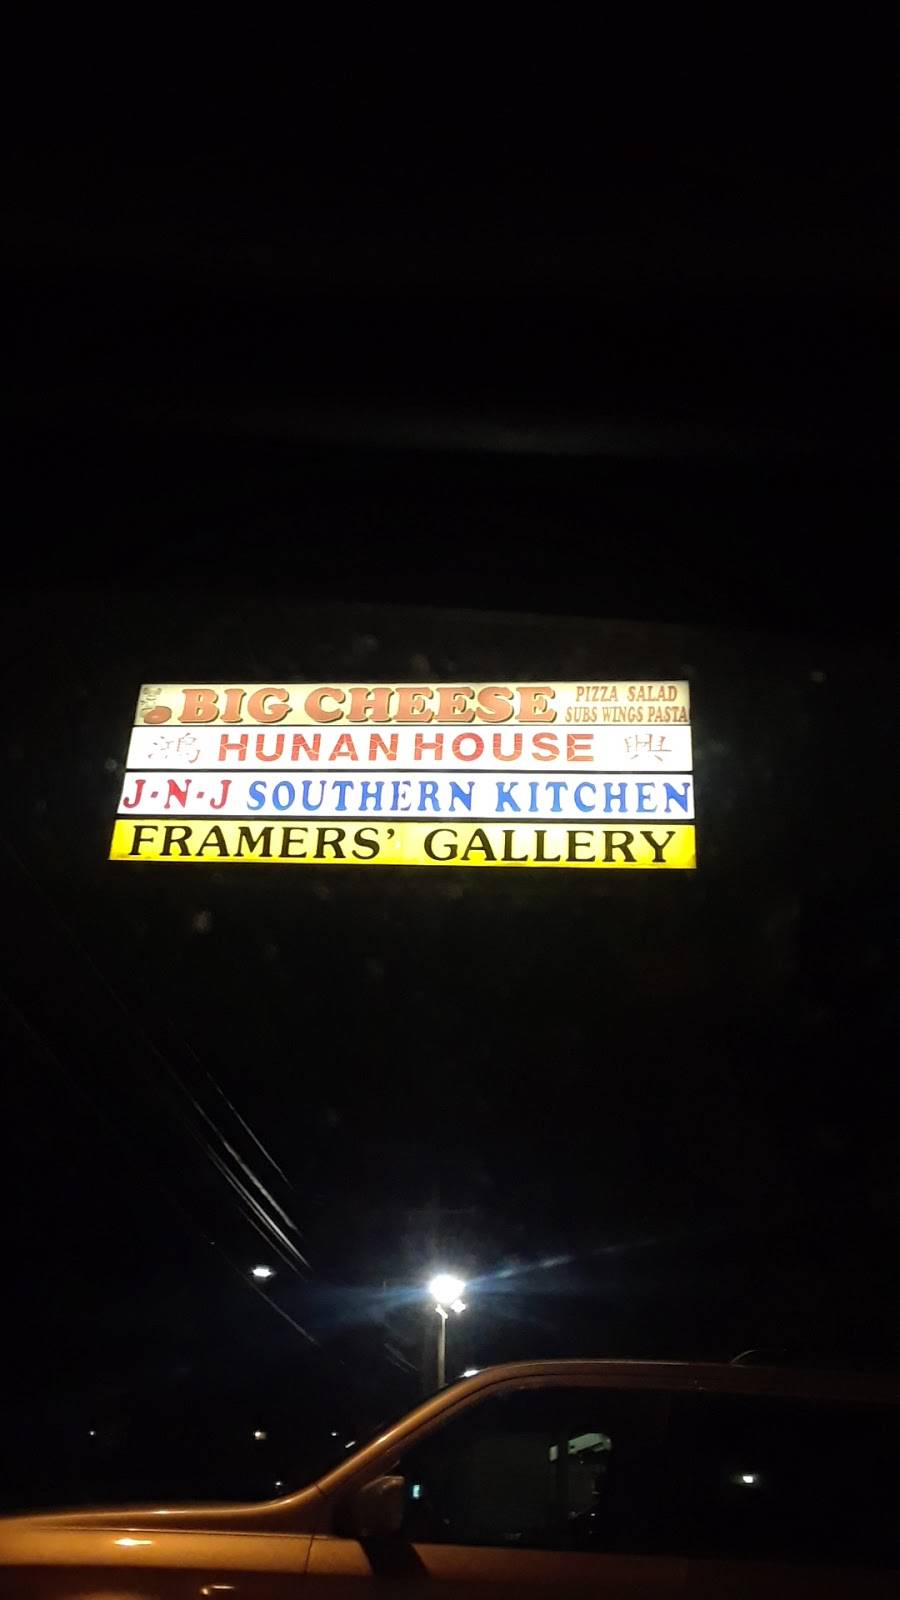 BIG CHEESE PIZZA SALAD
SUBS WINGS PASTA
鴻 HUNAN HOUSE 興
J·N·J SOUTHERN KITCHEN
FRAMERS' GALLERY